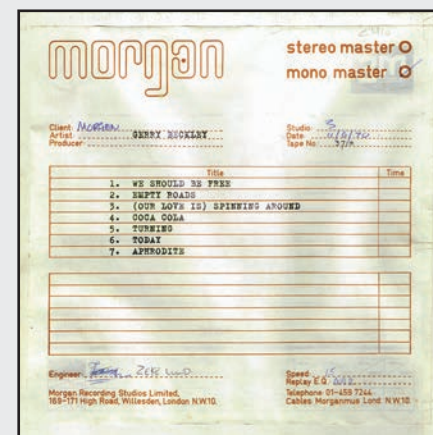 morgan
stereo master
mono master
Client: MORGAN
Studio: 3
Artist: GERRY BECKLEY
Date:
Producer:
Tape No.
Title Time
1. WE SHOULD BE FREE
2. EMPTY ROADS
3. (OUR LOVE IS) SPINNING AROUND
4. COCA COLA
5. TURNING
6. TODAY
7. APHRODITE
Engineer:
Speed: 15
Replay E.Q.
Morgan Recording Studios Limited,
169-171 High Road, Willesden, London N.W.10.
Telephone: 01-459 7244
Cables: Morganmus Lond. N.W.10.